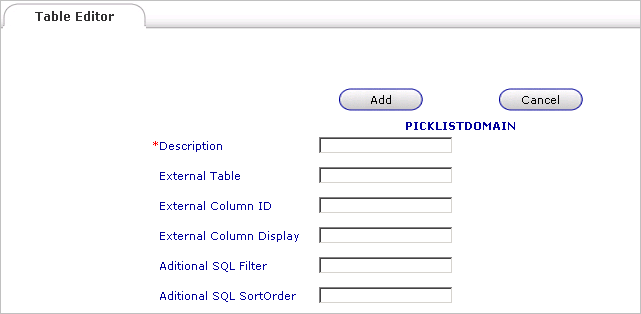 Table Editor
Add Cancel
PICKLISTDOMAIN
*Description
External Table
External Column ID
External Column Display
Aditional SQL Filter
Aditional SQL SortOrder